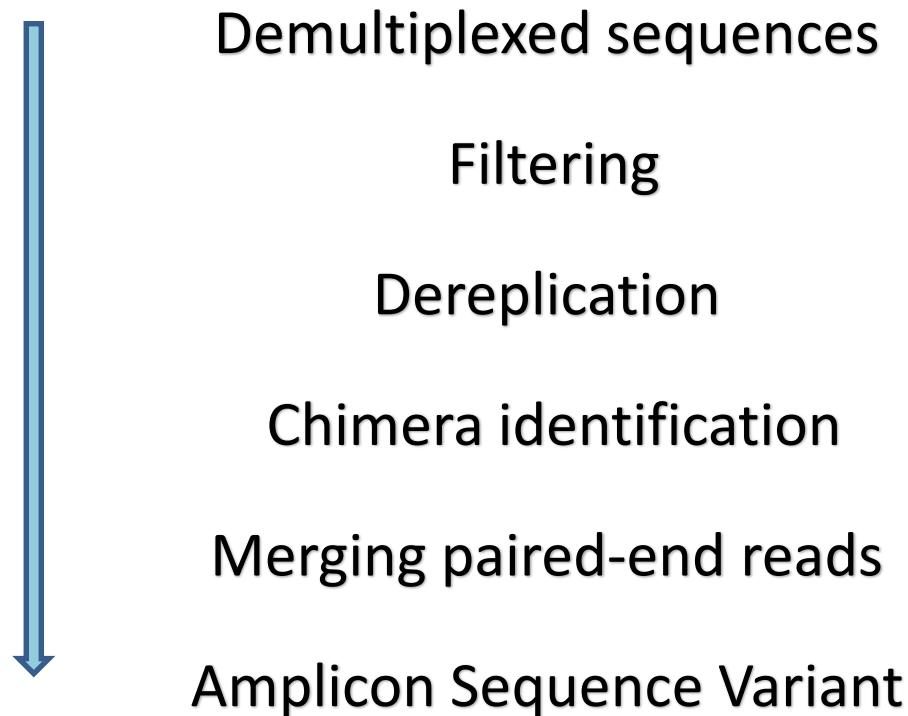 Demultiplexed sequences
Filtering
Dereplication
Chimera identification
Merging paired-end reads
Amplicon Sequence Variant